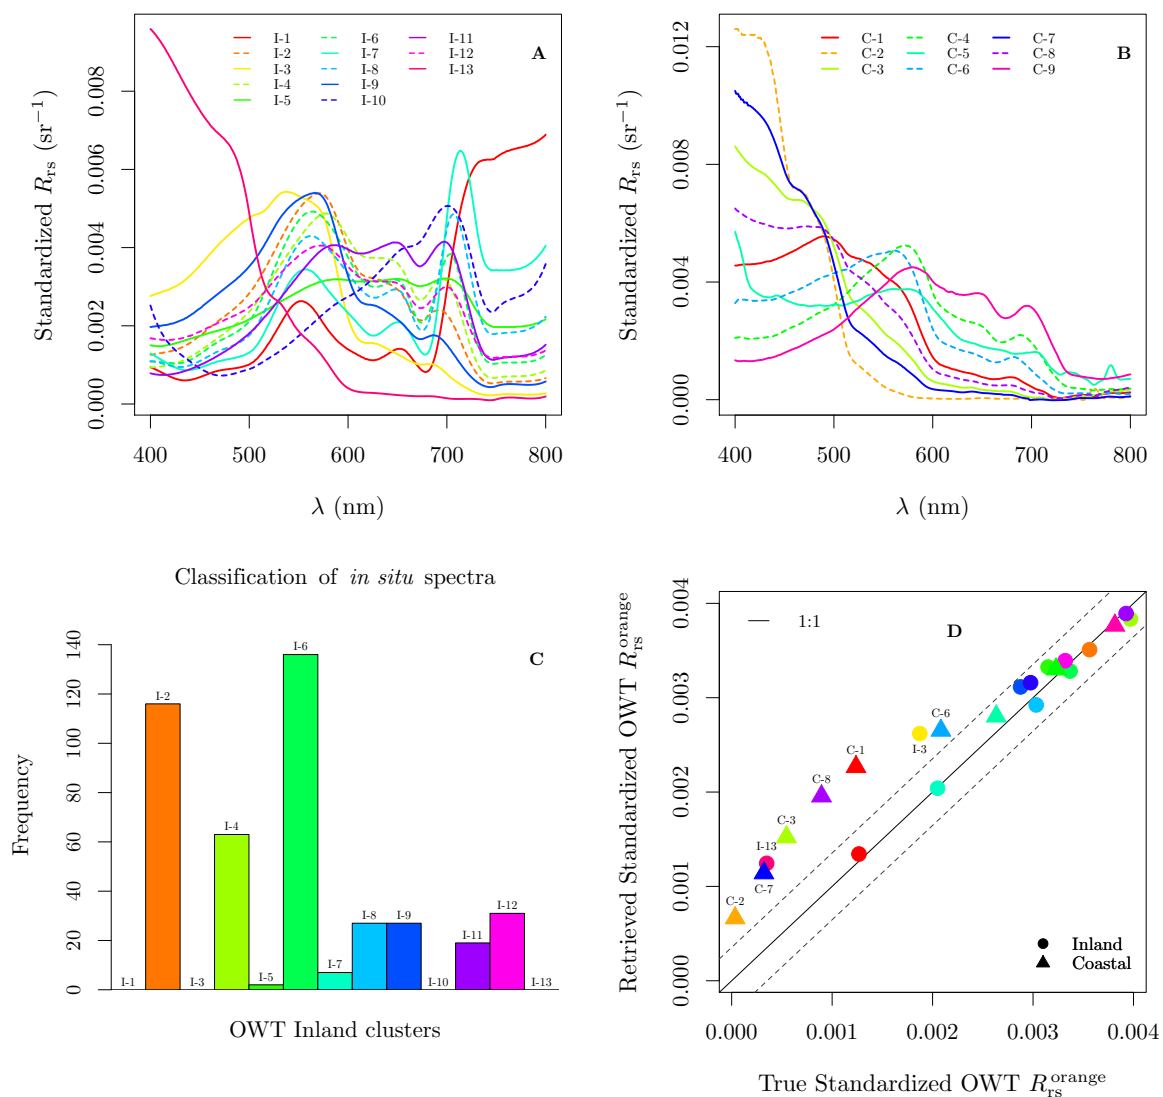 I-1
I-2
I-3
I-4
I-5
I-6
I-7
I-8
I-9
I-10
I-11
I-12
I-13
A
Standardized Rrs (sr−1)
0.000
0.002
0.004
0.006
0.008
400 500 600 700 800
λ (nm)
C-1
C-2
C-3
C-4
C-5
C-6
C-7
C-8
C-9
B
Standardized Rrs (sr−1)
0.000
0.004
0.008
0.012
400 500 600 700 800
λ (nm)
Classification of in situ spectra
C
Frequency
0
20
40
60
80
100
120
140
I-1
I-2
I-3
I-4
I-5
I-6
I-7
I-8
I-9
I-10
I-11
I-12
I-13
OWT Inland clusters
1:1
D
Retrieved Standardized OWT Rrs orange
0.000
0.001
0.002
0.003
0.004
C-6
I-3
C-1
C-8
C-3
I-13
C-7
C-2
Inland
Coastal
0.000 0.001 0.002 0.003 0.004
True Standardized OWT Rrs orange